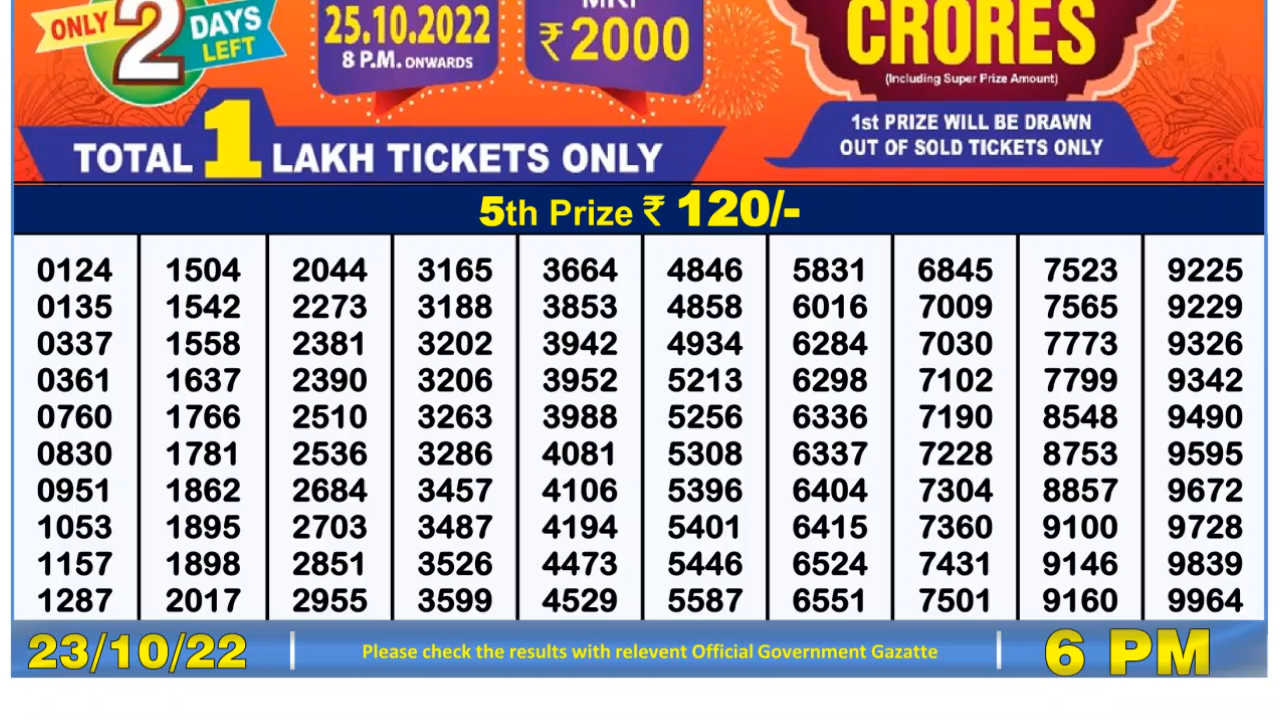 ONLY 2 DAYS LEFT
25.10.2022
8 P.M. ONWARDS
MRP
₹2000
CRORES
(Including Super Prize Amount)
1st PRIZE WILL BE DRAWN
OUT OF SOLD TICKETS ONLY
TOTAL 1 LAKH TICKETS ONLY
5th Prize ₹ 120/-
0124 1504 2044 3165 3664 4846 5831 6845 7523 9225
0135 1542 2273 3188 3853 4858 6016 7009 7565 9229
0337 1558 2381 3202 3942 4934 6284 7030 7773 9326
0361 1637 2390 3206 3952 5213 6298 7102 7799 9342
0760 1766 2510 3263 3988 5256 6336 7190 8548 9490
0830 1781 2536 3286 4081 5308 6337 7228 8753 9595
0951 1862 2684 3457 4106 5396 6404 7304 8857 9672
1053 1895 2703 3487 4194 5401 6415 7360 9100 9728
1157 1898 2851 3526 4473 5446 6524 7431 9146 9839
1287 2017 2955 3599 4529 5587 6551 7501 9160 9964
23/10/22 | Please check the results with relevent Official Government Gazatte | 6 PM